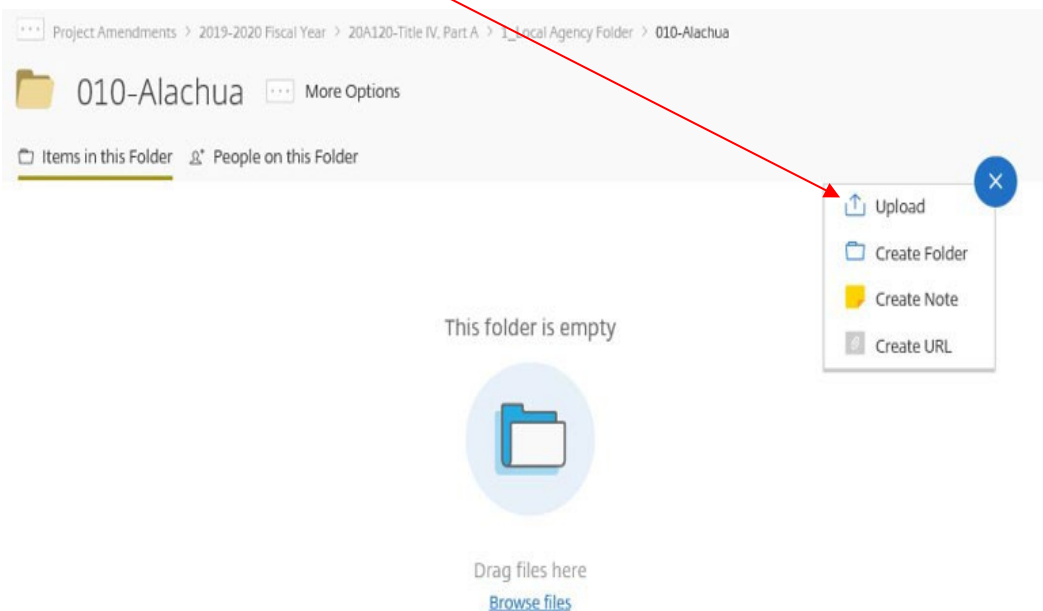 Project Amendments > 2019-2020 Fiscal Year > 20A120-Title IV, Part A > 1_Local Agency Folder > 010-Alachua
010-Alachua ··· More Options
Items in this Folder People on this Folder
Upload
Create Folder
Create Note
Create URL
This folder is empty
Drag files here
Browse files